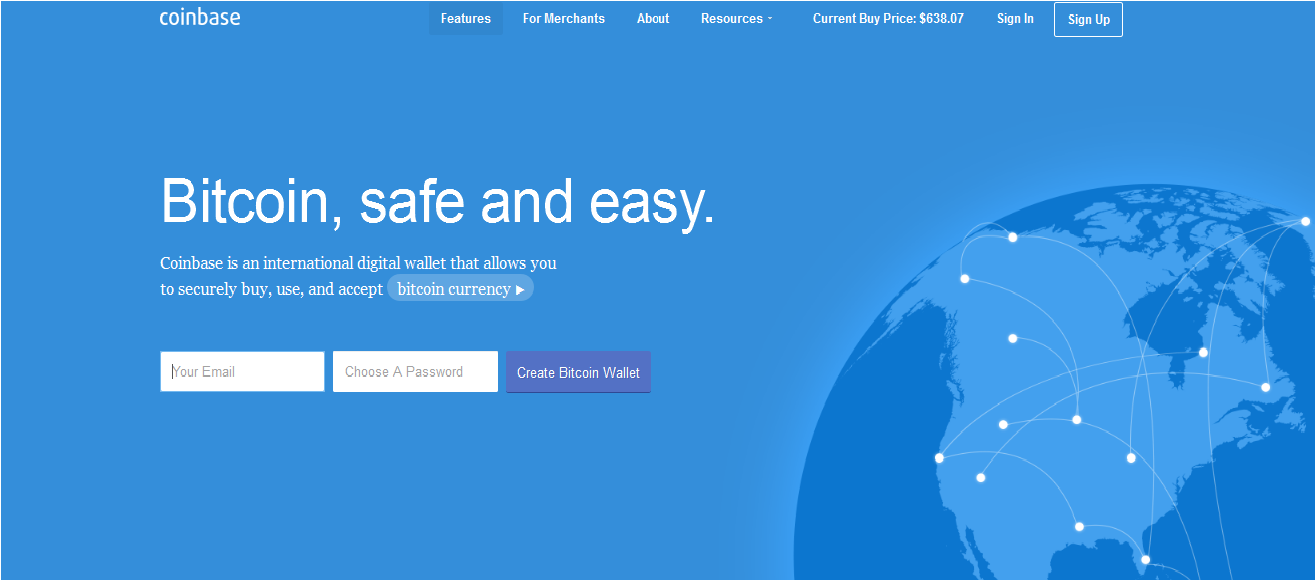 coinbase
Features For Merchants About Resources Current Buy Price: $638.07 Sign In Sign Up
Bitcoin, safe and easy.
Coinbase is an international digital wallet that allows you
to securely buy, use, and accept bitcoin currency ▶
Your Email Choose A Password Create Bitcoin Wallet